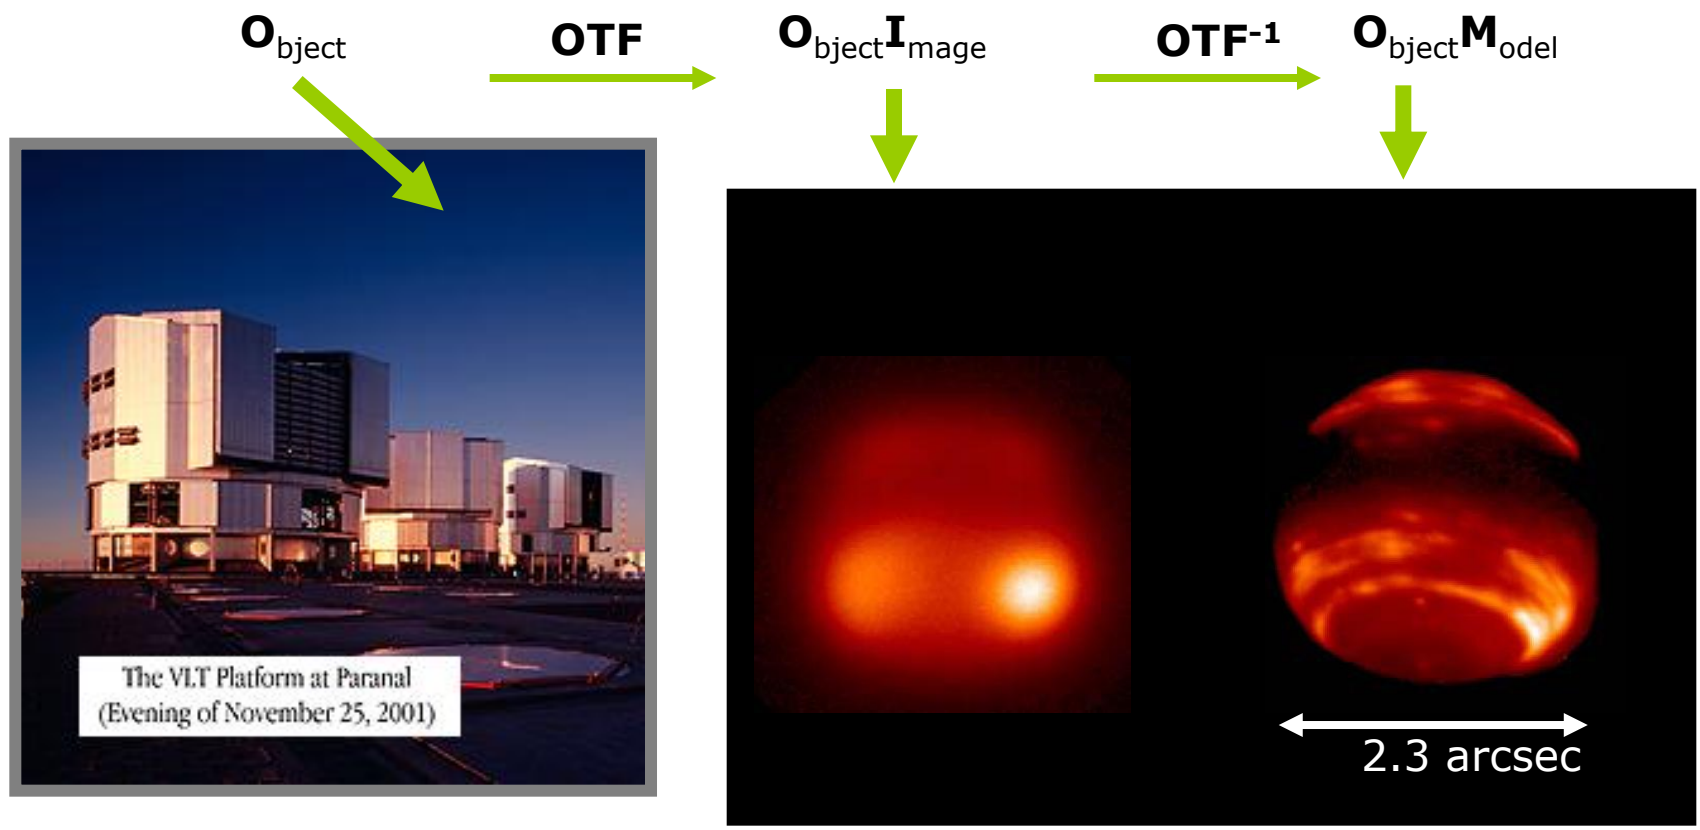 Object OTF ObjectImage OTF-1 ObjectModel
The VLT Platform at Paranal
(Evening of November 25, 2001)
2.3 arcsec